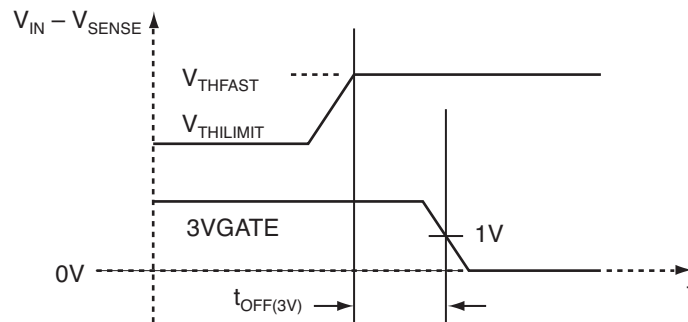 V_IN – V_SENSE
V_THFAST
V_THILIMIT
3VGATE
1V
0V
t_OFF(3V)